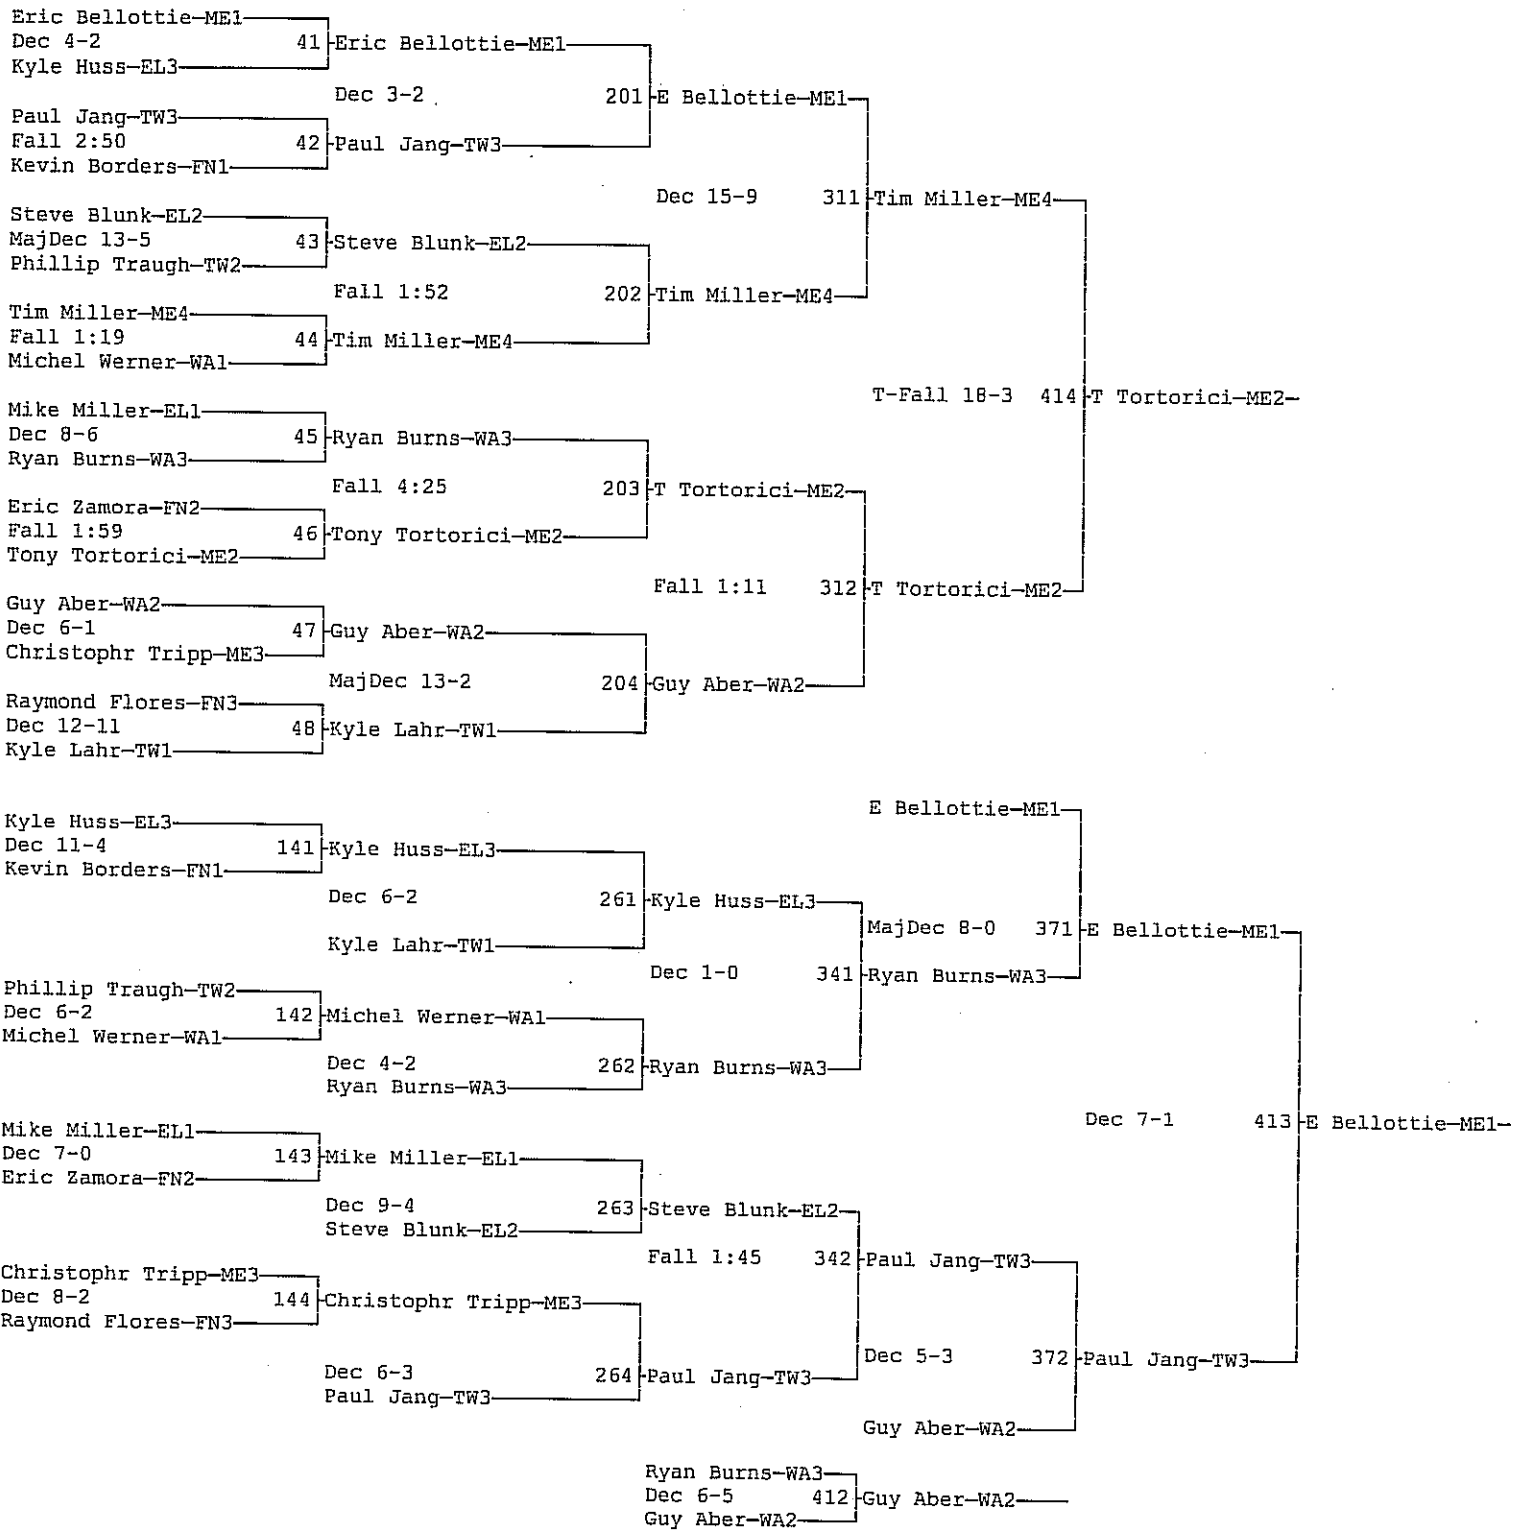 Eric Bellottie-ME1
Dec 4-2 41 Eric Bellottie-ME1
Kyle Huss-EL3
Dec 3-2 201 E Bellottie-ME1
Paul Jang-TW3
Fall 2:50 42 Paul Jang-TW3
Kevin Borders-FN1
Dec 15-9 311 Tim Miller-ME4
Steve Blunk-EL2
MajDec 13-5 43 Steve Blunk-EL2
Phillip Traugh-TW2
Fall 1:52 202 Tim Miller-ME4
Tim Miller-ME4
Fall 1:19 44 Tim Miller-ME4
Michel Werner-WA1
T-Fall 18-3 414 T Tortorici-ME2-
Mike Miller-EL1
Dec 8-6 45 Ryan Burns-WA3
Ryan Burns-WA3
Fall 4:25 203 T Tortorici-ME2
Eric Zamora-FN2
Fall 1:59 46 Tony Tortorici-ME2
Tony Tortorici-ME2
Fall 1:11 312 T Tortorici-ME2
Guy Aber-WA2
Dec 6-1 47 Guy Aber-WA2
Christophr Tripp-ME3
MajDec 13-2 204 Guy Aber-WA2
Raymond Flores-FN3
Dec 12-11 48 Kyle Lahr-TW1
Kyle Lahr-TW1
E Bellottie-ME1
Kyle Huss-EL3
Dec 11-4 141 Kyle Huss-EL3
Kevin Borders-FN1
Dec 6-2 261 Kyle Huss-EL3
MajDec 8-0 371 E Bellottie-ME1
Kyle Lahr-TW1
Dec 1-0 341 Ryan Burns-WA3
Phillip Traugh-TW2
Dec 6-2 142 Michel Werner-WA1
Michel Werner-WA1
Dec 4-2 262 Ryan Burns-WA3
Ryan Burns-WA3
Dec 7-1 413 E Bellottie-ME1-
Mike Miller-EL1
Dec 7-0 143 Mike Miller-EL1
Eric Zamora-FN2
Dec 9-4 263 Steve Blunk-EL2
Steve Blunk-EL2
Fall 1:45 342 Paul Jang-TW3
Christophr Tripp-ME3
Dec 8-2 144 Christophr Tripp-ME3
Raymond Flores-FN3
Dec 5-3 372 Paul Jang-TW3
Dec 6-3 264 Paul Jang-TW3
Paul Jang-TW3
Guy Aber-WA2
Ryan Burns-WA3
Dec 6-5 412 Guy Aber-WA2
Guy Aber-WA2